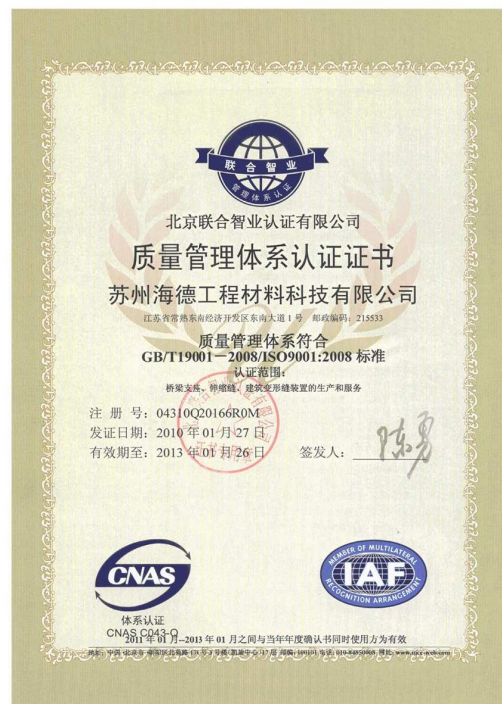 联合智业
管理体系认证
北京联合智业认证有限公司
质量管理体系认证证书
苏州海德工程材料科技有限公司
江苏省常熟东南经济开发区东南大道1号 邮政编码：215533
质量管理体系符合
GB/T19001－2008/ISO9001:2008 标准
认证范围：
桥梁支座、伸缩缝、建筑变形缝装置的生产和服务
注 册 号：04310Q20166R0M
发证日期：2010 年 01 月 27 日
有效期至：2013 年 01 月 26 日 签发人：陈勇
CNAS
体系认证
CNAS C043-Q
MEMBER OF MULTILATERAL
IAF
RECOGNITION ARRANGEMENT
2011 年 01 月--2013 年 01 月之间与当年年度确认书同时使用方为有效